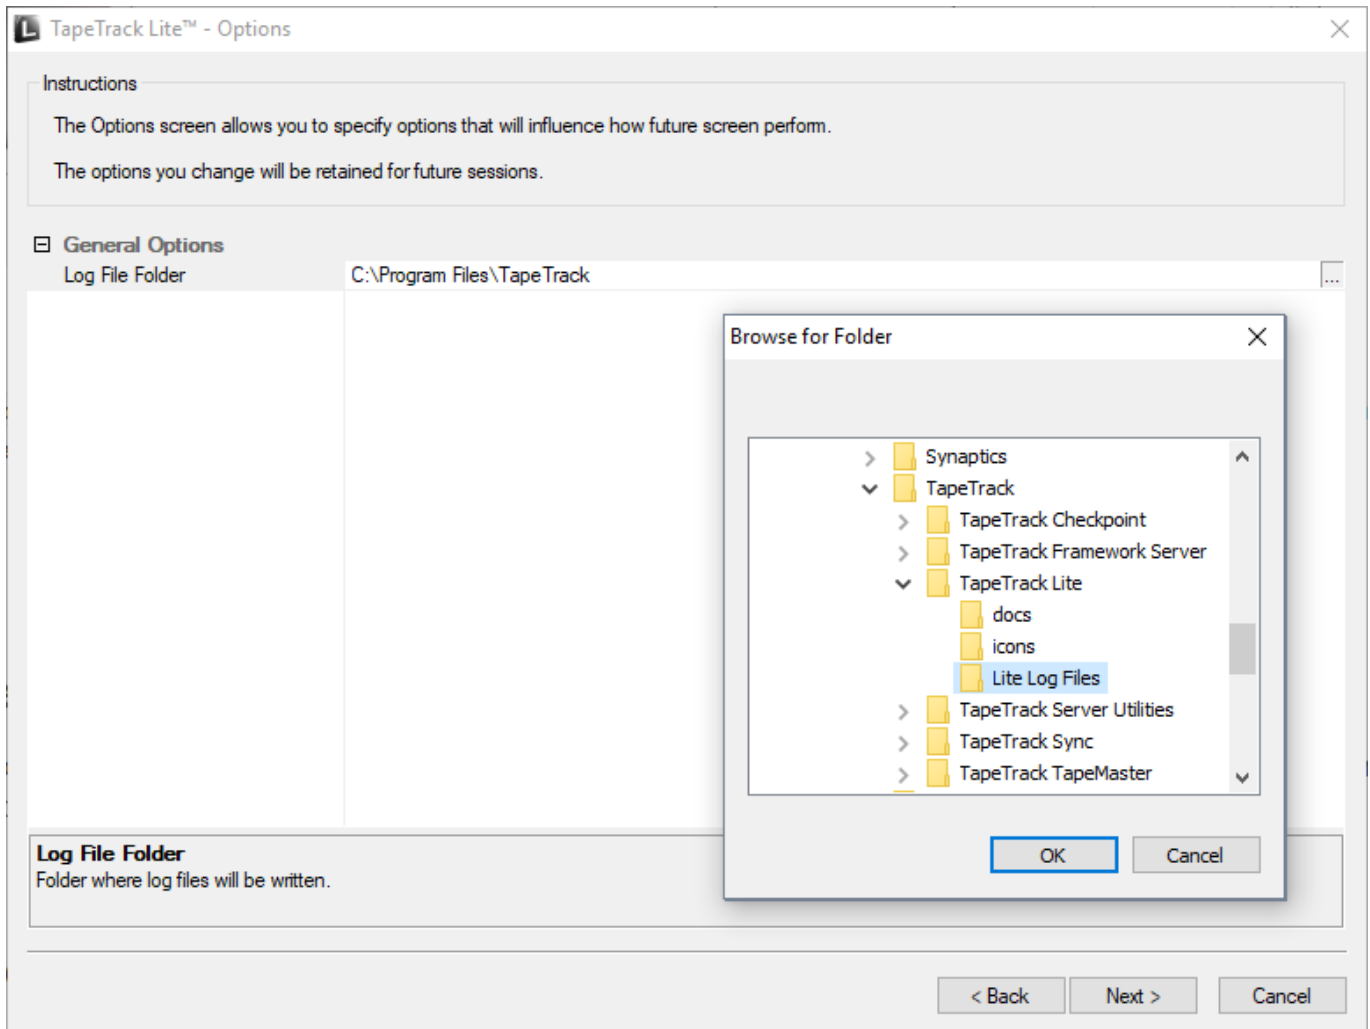 TapeTrack Lite™ - Options
Instructions
The Options screen allows you to specify options that will influence how future screen perform.
The options you change will be retained for future sessions.
General Options
Log File Folder
C:\Program Files\TapeTrack
...
Browse for Folder
Synaptics
TapeTrack
TapeTrack Checkpoint
TapeTrack Framework Server
TapeTrack Lite
docs
icons
Lite Log Files
TapeTrack Server Utilities
TapeTrack Sync
TapeTrack TapeMaster
OK
Cancel
Log File Folder
Folder where log files will be written.
< Back
Next >
Cancel